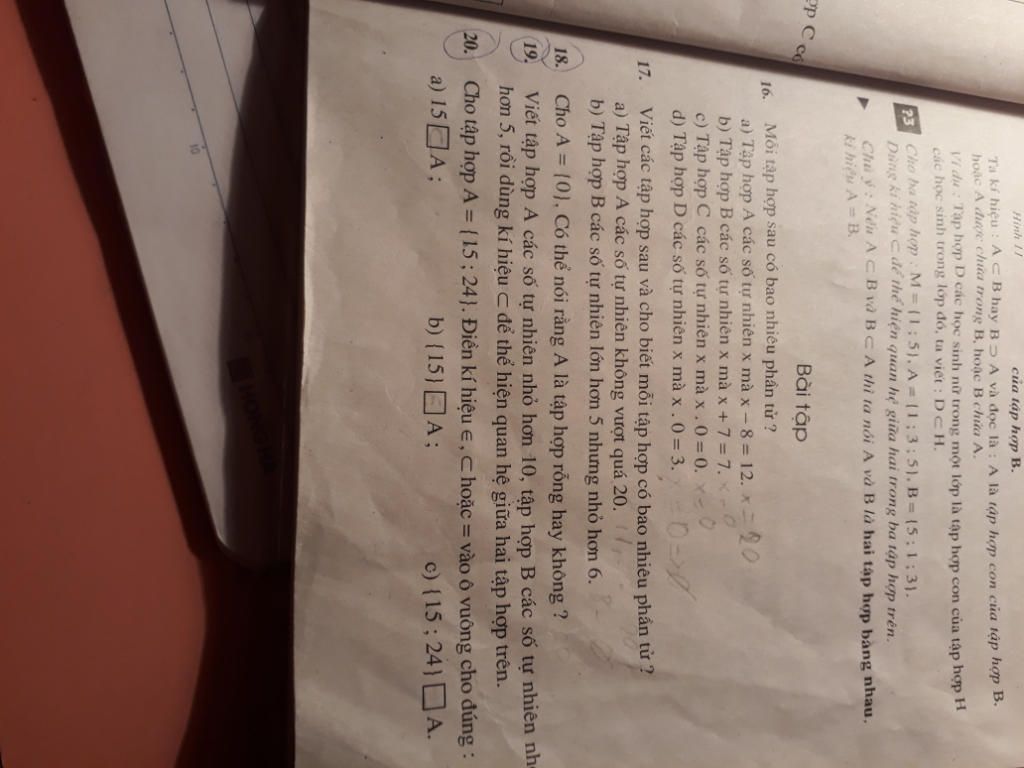 Hình 11
của tập hợp B.
Ta kí hiệu : A ⊂ B hay B ⊃ A và đọc là : A là tập hợp con của tập hợp B,
hoặc A được chứa trong B, hoặc B chứa A.
Ví dụ : Tập hợp D các học sinh nữ trong một lớp là tập hợp con của tập hợp H
các học sinh trong lớp đó, ta viết : D ⊂ H.
?3 Cho ba tập hợp : M = {1 ; 5}, A = {1 ; 3 ; 5}, B = {5 ; 1 ; 3}.
Dùng kí hiệu ⊂ để thể hiện quan hệ giữa hai trong ba tập hợp trên.
▶ Chú ý : Nếu A ⊂ B và B ⊂ A thì ta nói A và B là hai tập hợp bằng nhau,
kí hiệu A = B.
Bài tập
16. Mỗi tập hợp sau có bao nhiêu phần tử ?
a) Tập hợp A các số tự nhiên x mà x – 8 = 12. x = 20
b) Tập hợp B các số tự nhiên x mà x + 7 = 7.
c) Tập hợp C các số tự nhiên x mà x . 0 = 0.
d) Tập hợp D các số tự nhiên x mà x . 0 = 3.
17. Viết các tập hợp sau và cho biết mỗi tập hợp có bao nhiêu phần tử ?
a) Tập hợp A các số tự nhiên không vượt quá 20.
b) Tập hợp B các số tự nhiên lớn hơn 5 nhưng nhỏ hơn 6.
18. Cho A = {0}. Có thể nói rằng A là tập hợp rỗng hay không ?
19. Viết tập hợp A các số tự nhiên nhỏ hơn 10, tập hợp B các số tự nhiên
hơn 5, rồi dùng kí hiệu ⊂ để thể hiện quan hệ giữa hai tập hợp trên.
20. Cho tập hợp A = {15 ; 24}. Điền kí hiệu ∈, ⊂ hoặc = vào ô vuông cho đúng :
a) 15 □ A ; b) {15} □ A ; c) {15 ; 24} □ A.
HONG HA
10